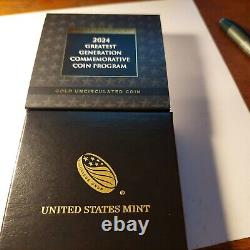 2024
GREATEST
GENERATION
COMMEMORATIVE
COIN PROGRAM
GOLD UNCIRCULATED COIN
UNITED STATES MINT